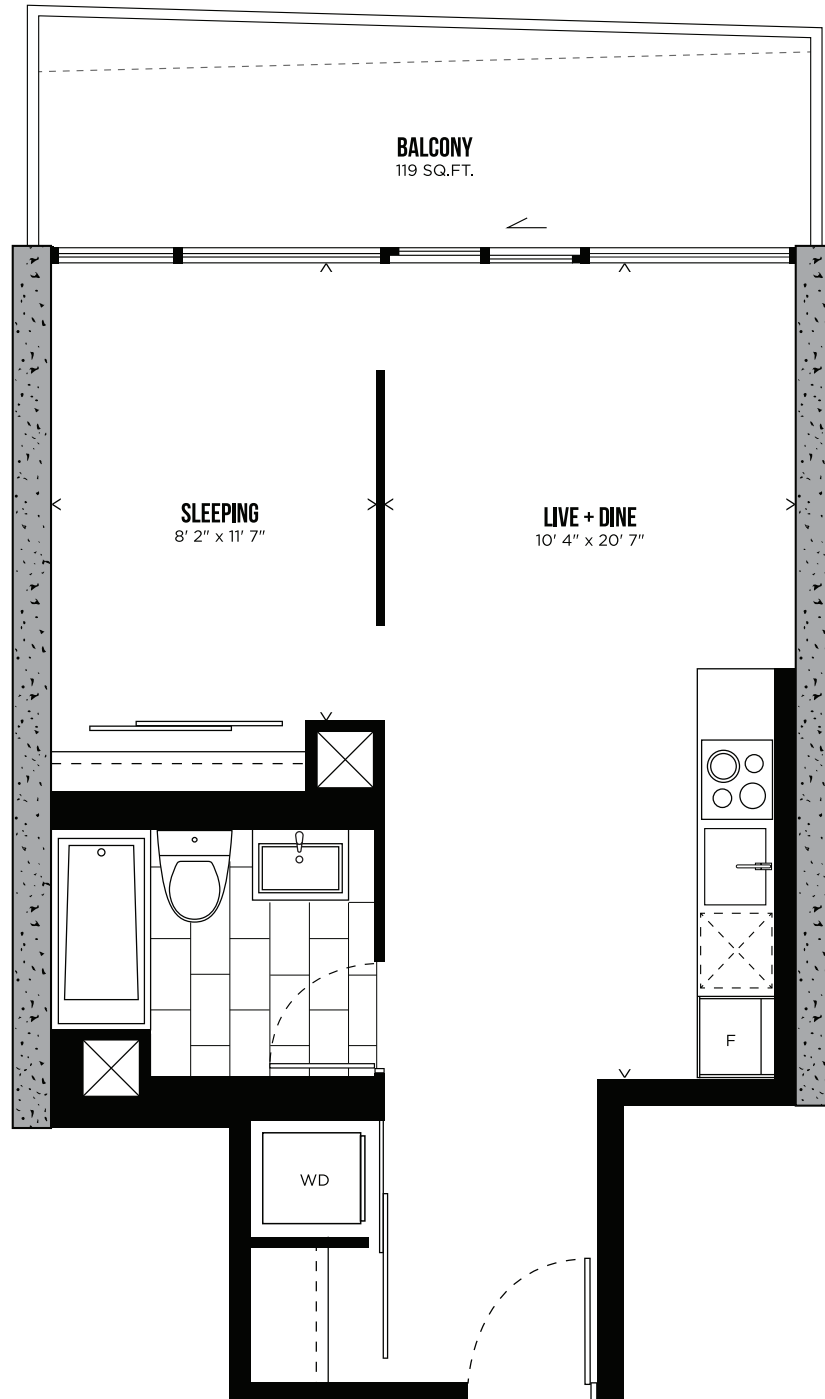 BALCONY
119 SQ.FT.
SLEEPING
8' 2" x 11' 7"
LIVE + DINE
10' 4" x 20' 7"
F
WD